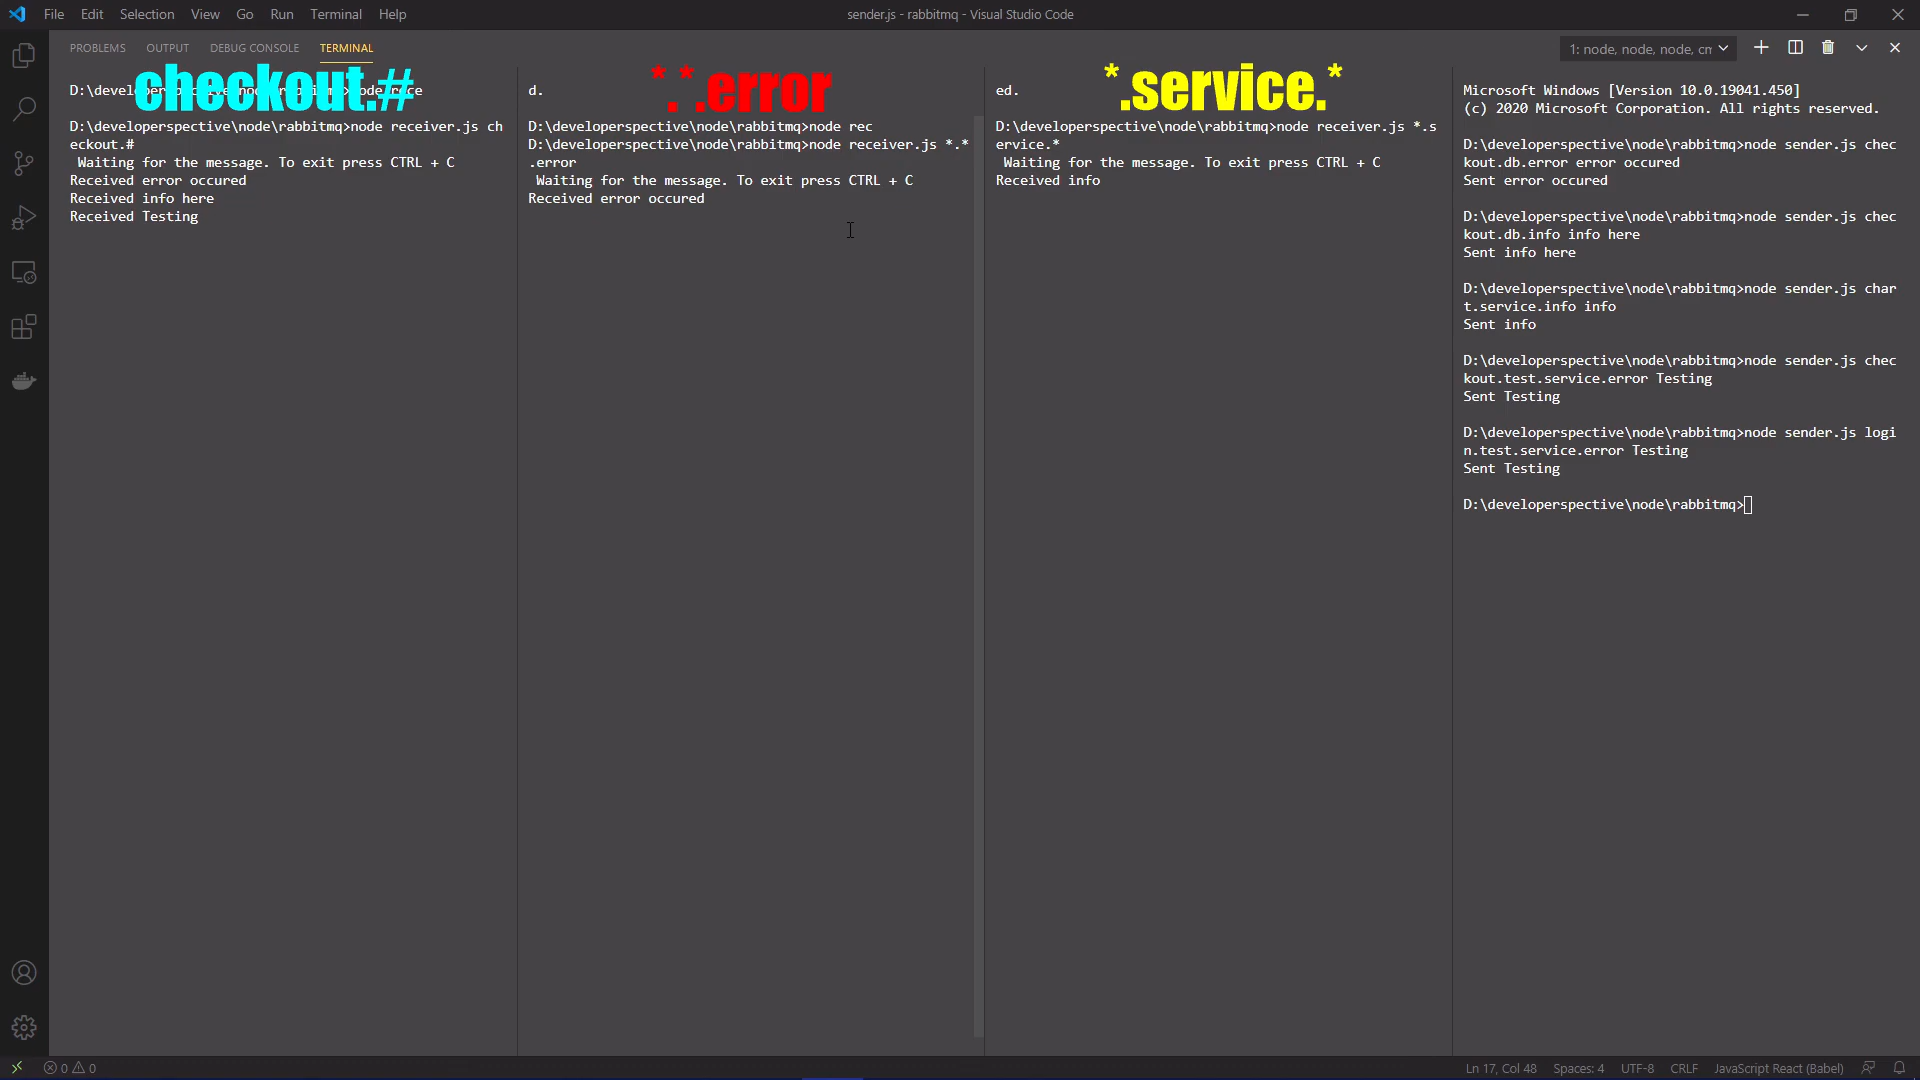 File Edit Selection View Go Run Terminal Help
sender.js - rabbitmq - Visual Studio Code
PROBLEMS OUTPUT DEBUG CONSOLE TERMINAL
1: node, node, node, cm
checkout.#
*.*.error
*.service.*
D:\developerspective\node\rabbitmq>node rece
D:\developerspective\node\rabbitmq>node receiver.js ch
eckout.#
Waiting for the message. To exit press CTRL + C
Received error occured
Received info here
Received Testing
d.
D:\developerspective\node\rabbitmq>node rec
D:\developerspective\node\rabbitmq>node receiver.js *.*
.error
Waiting for the message. To exit press CTRL + C
Received error occured
ed.
D:\developerspective\node\rabbitmq>node receiver.js *.s
ervice.*
Waiting for the message. To exit press CTRL + C
Received info
Microsoft Windows [Version 10.0.19041.450]
(c) 2020 Microsoft Corporation. All rights reserved.
D:\developerspective\node\rabbitmq>node sender.js chec
kout.db.error error occured
Sent error occured
D:\developerspective\node\rabbitmq>node sender.js chec
kout.db.info info here
Sent info here
D:\developerspective\node\rabbitmq>node sender.js char
t.service.info info
Sent info
D:\developerspective\node\rabbitmq>node sender.js chec
kout.test.service.error Testing
Sent Testing
D:\developerspective\node\rabbitmq>node sender.js logi
n.test.service.error Testing
Sent Testing
D:\developerspective\node\rabbitmq>
0 0
Ln 17, Col 48 Spaces: 4 UTF-8 CRLF JavaScript React (Babel)